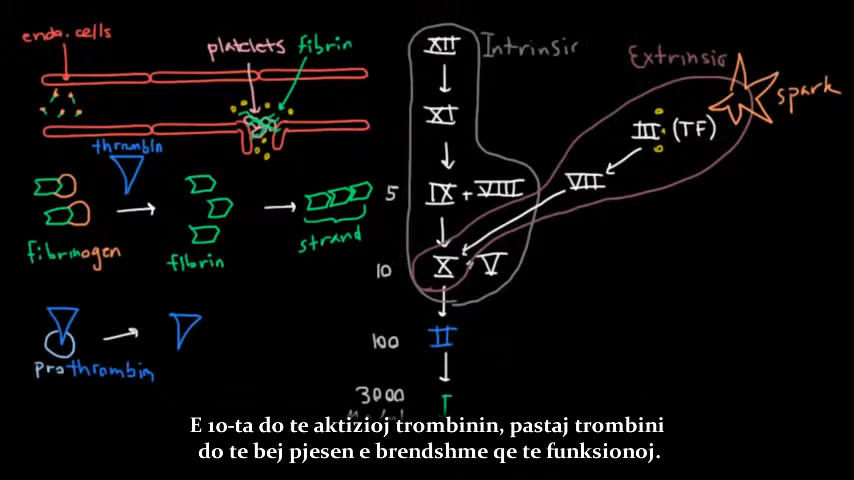 endo.cells
platelets
fibrin
thrombin
fibrinogen
fibrin
strand
prothrombin
XII
Intrinsic
XI
5 IX + VIII
10 X + V
100 II
3000 I
Extrinsic
spark
III (TF)
VII
E 10-ta do te aktizioj trombinin, pastaj trombini
do te bej pjesen e brendshme qe te funksionoj.